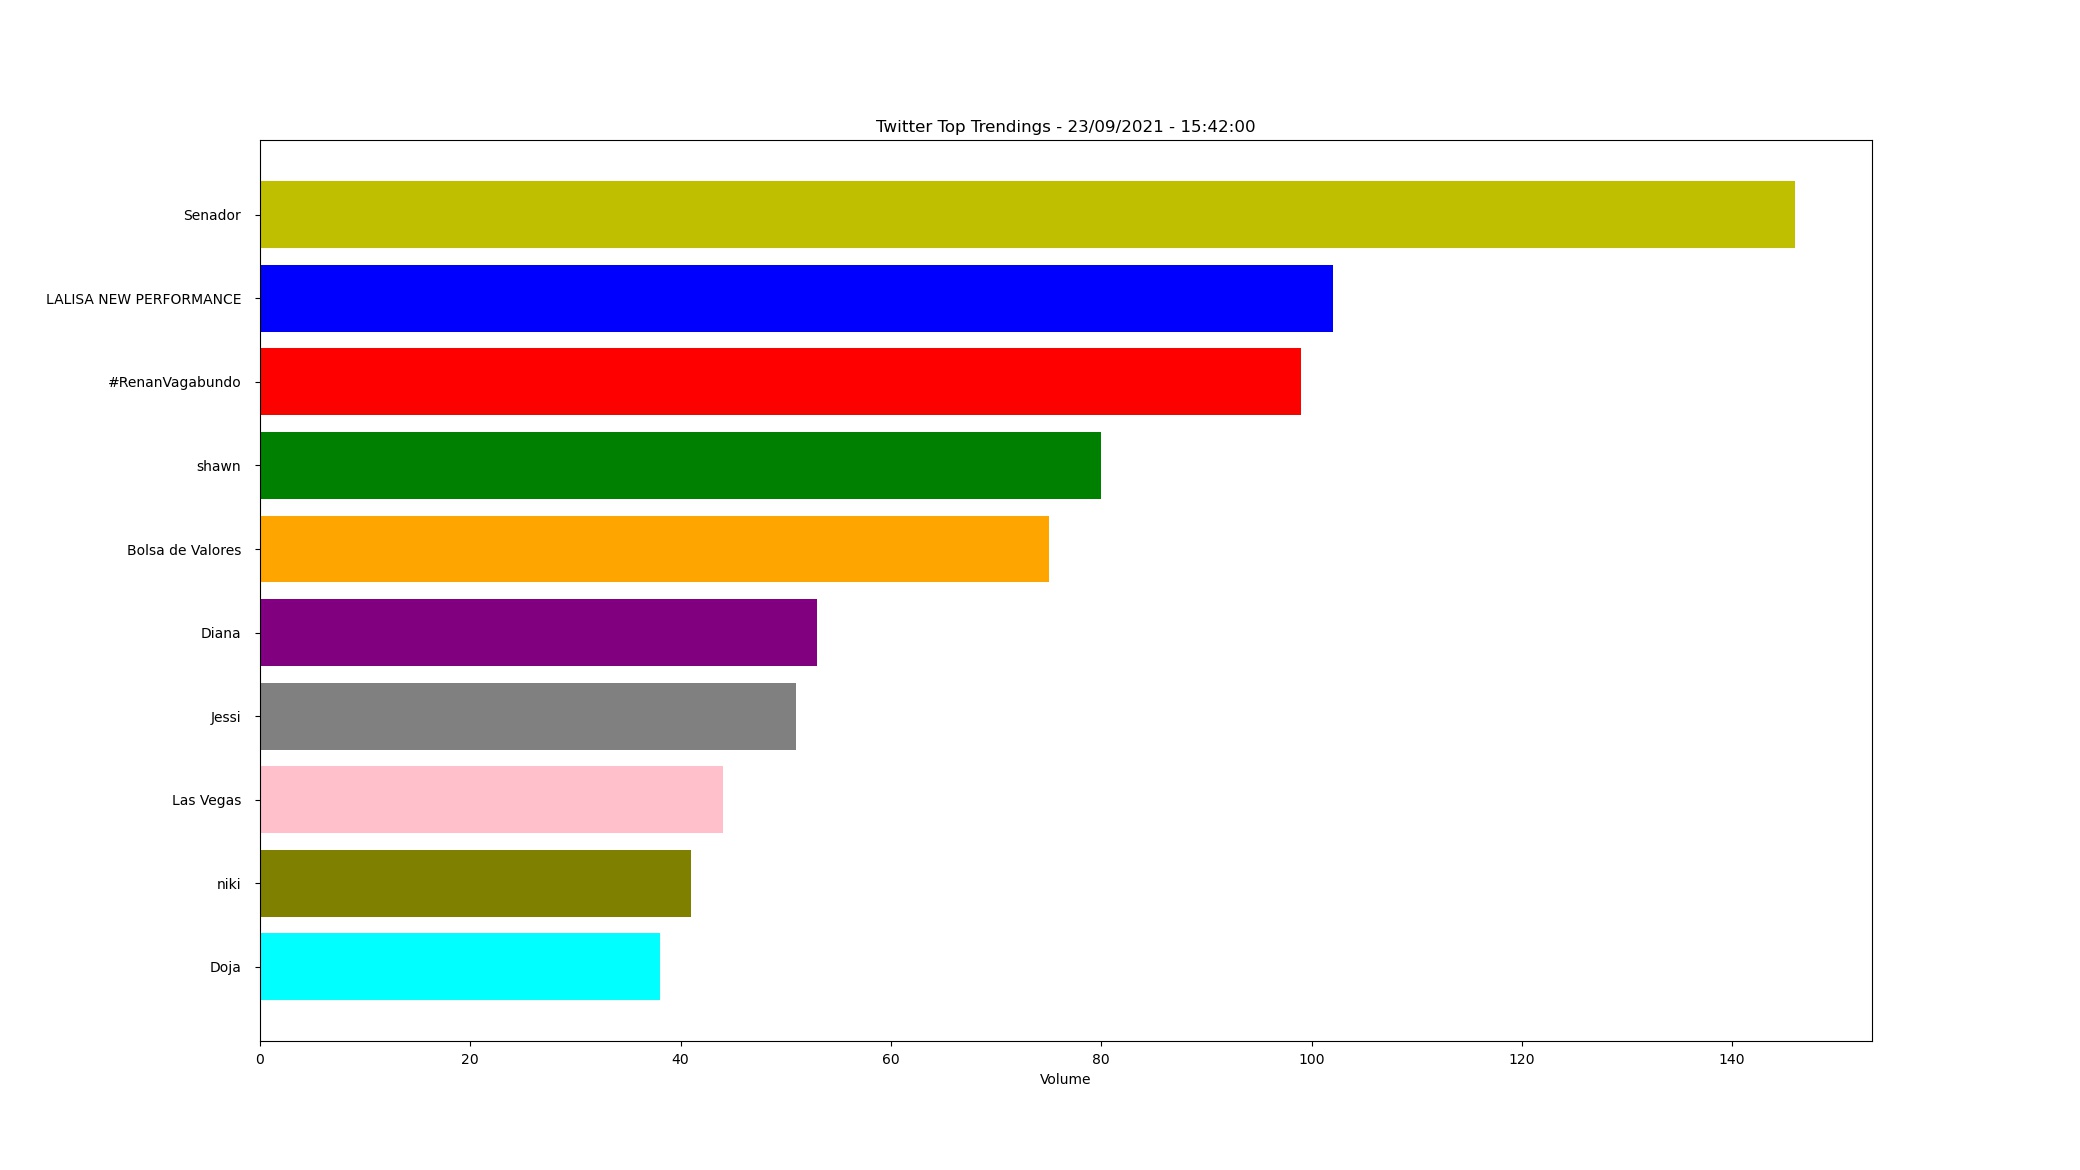 Twitter Top Trendings - 23/09/2021 - 15:42:00
Senador
LALISA NEW PERFORMANCE
#RenanVagabundo
shawn
Bolsa de Valores
Diana
Jessi
Las Vegas
niki
Doja
0 20 40 60 80 100 120 140
Volume